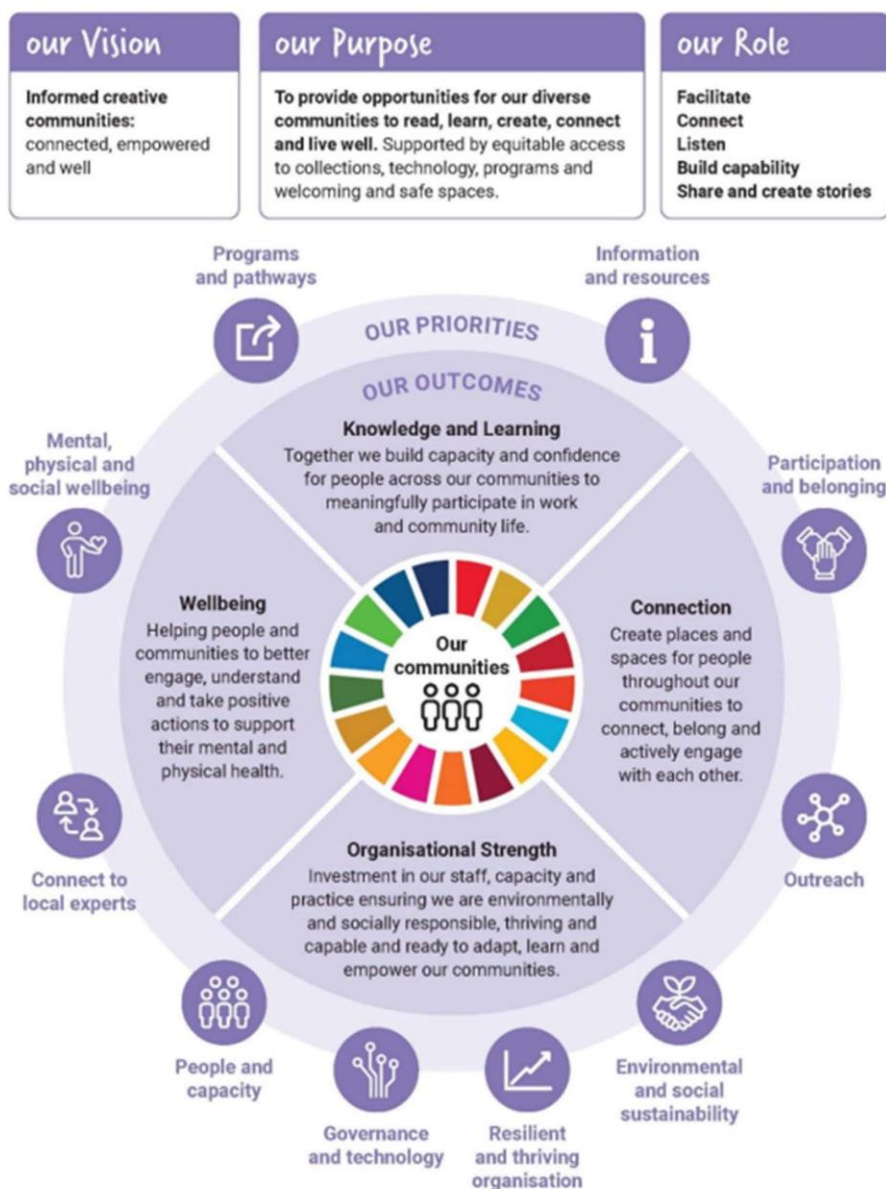 our Vision
Informed creative
communities:
connected, empowered
and well
our Purpose
To provide opportunities for our diverse
communities to read, learn, create, connect
and live well. Supported by equitable access
to collections, technology, programs and
welcoming and safe spaces.
our Role
Facilitate
Connect
Listen
Build capability
Share and create stories
Programs
and pathways
Information
and resources
OUR PRIORITIES
OUR OUTCOMES
Knowledge and Learning
Together we build capacity and confidence
for people across our communities to
meaningfully participate in work
and community life.
Mental,
physical and
social wellbeing
Participation
and belonging
Wellbeing
Helping people and
communities to better
engage, understand
and take positive
actions to support
their mental and
physical health.
Our
communities
Connection
Create places and
spaces for people
throughout our
communities to
connect, belong and
actively engage
with each other.
Organisational Strength
Investment in our staff, capacity and
practice ensuring we are environmentally
and socially responsible, thriving and
capable and ready to adapt, learn and
empower our communities.
Connect to
local experts
Outreach
People and
capacity
Governance
and technology
Resilient
and thriving
organisation
Environmental
and social
sustainability